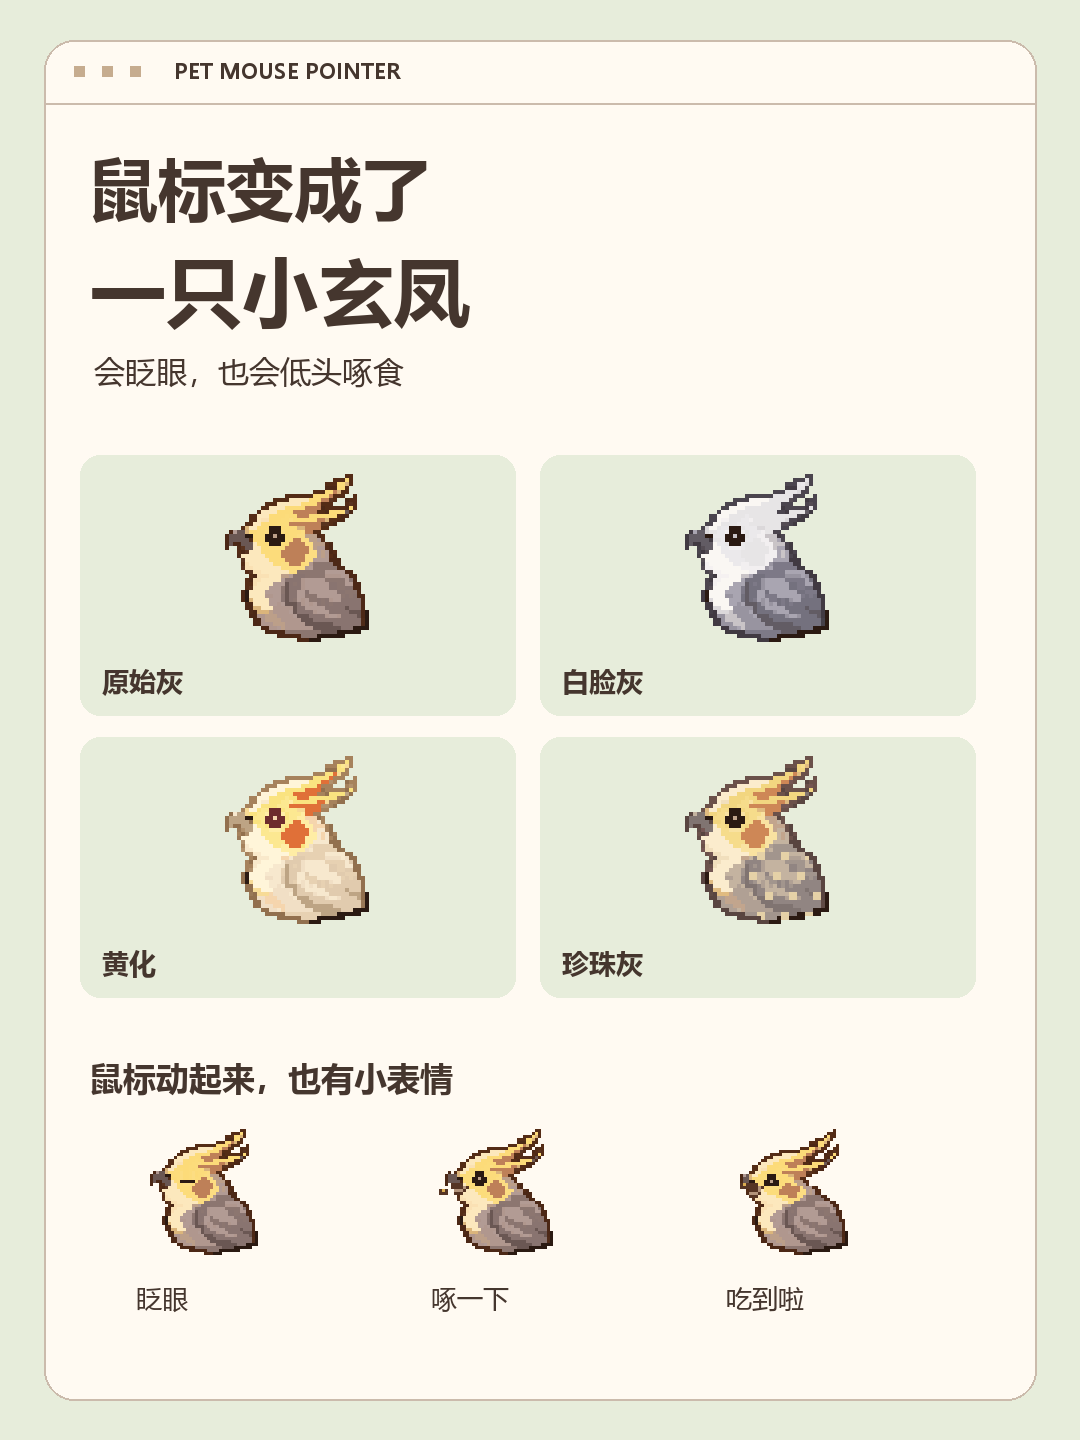 PET MOUSE POINTER
鼠标变成了
一只小玄凤
会眨眼，也会低头啄食
原始灰
白脸灰
黄化
珍珠灰
鼠标动起来，也有小表情
眨眼
啄一下
吃到啦